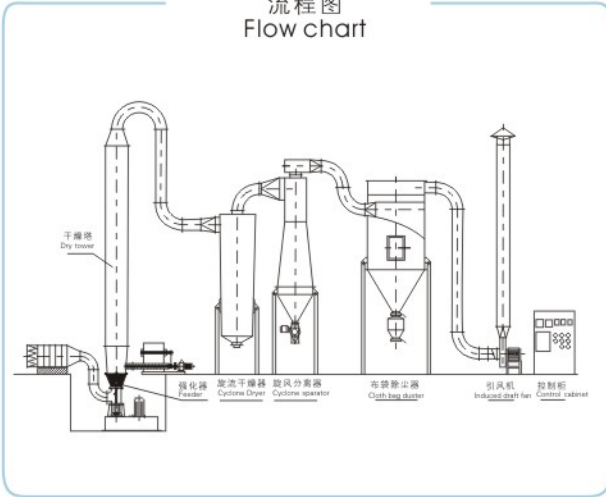 流程图
Flow chart
干燥塔
Dry tower
强化器
Feeder
旋流干燥器
Cyclone Dryer
旋风分离器
Cyclone sparator
布袋除尘器
Cloth bag duster
引风机
Induced draft fan
控制柜
Control cabinet